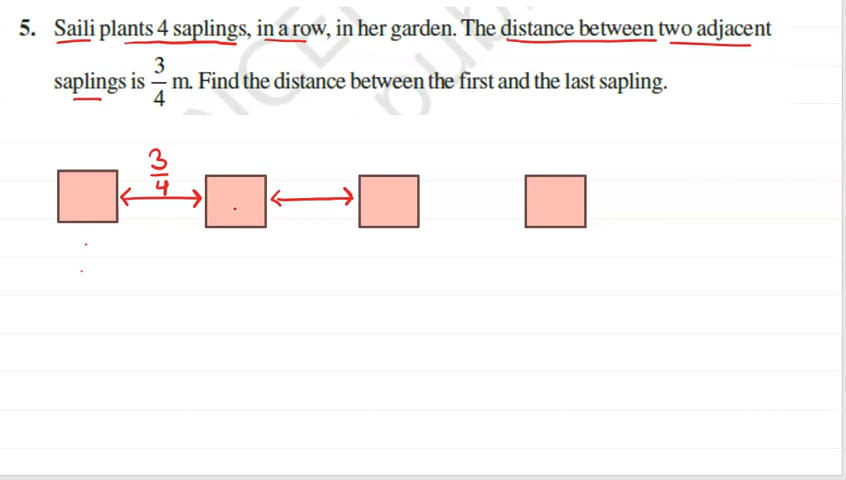 5. Saili plants 4 saplings, in a row, in her garden. The distance between two adjacent
saplings is 3/4 m. Find the distance between the first and the last sapling.
3/4